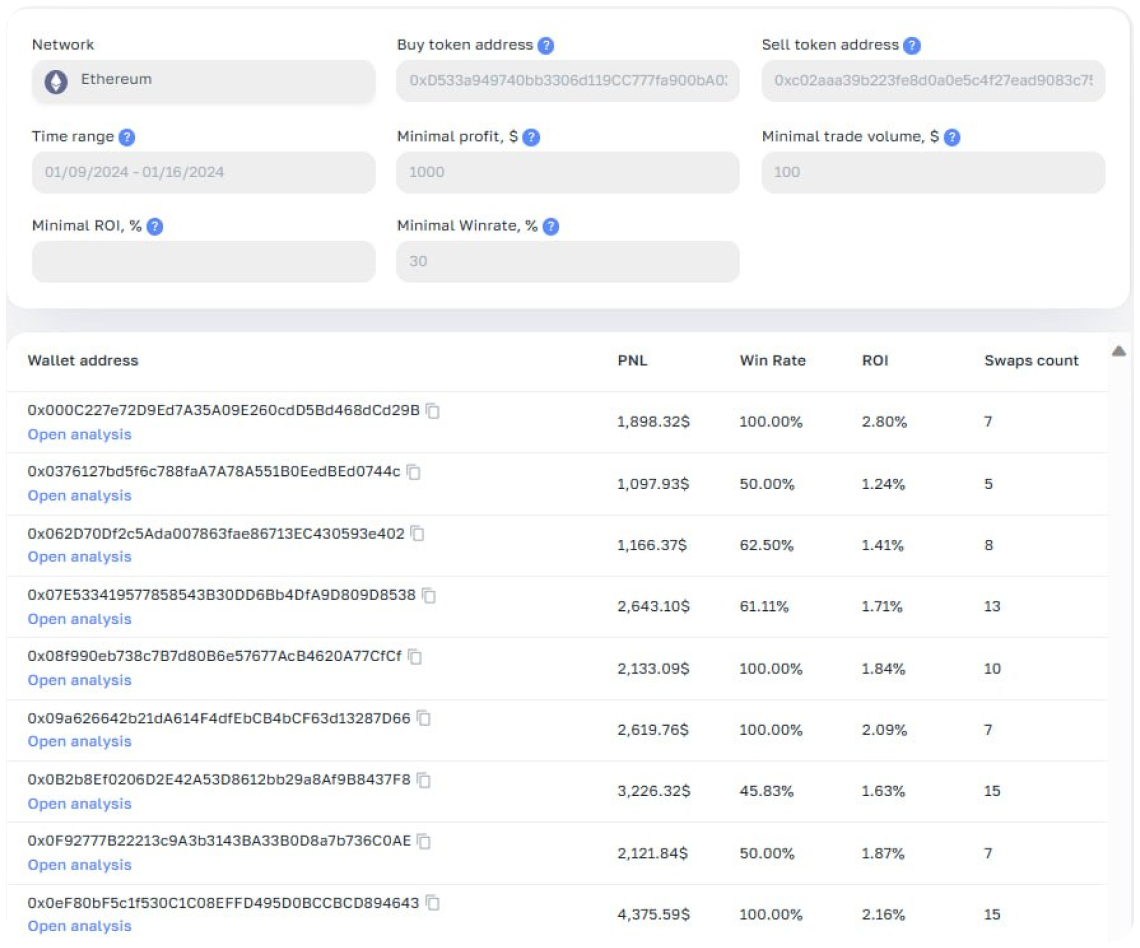 Network
Buy token address ?
Sell token address ?
Ethereum
0xD533a949740bb3306d119CC777fa900bA0
0xc02aaa39b223fe8d0a0e5c4f27ead9083c75
Time range ?
Minimal profit, $ ?
Minimal trade volume, $ ?
01/09/2024 - 01/16/2024
1000
100
Minimal ROI, % ?
Minimal Winrate, % ?
30
Wallet address PNL Win Rate ROI Swaps count
0x000C227e72D9Ed7A35A09E260cdD5Bd468dCd29B
Open analysis
1,898.32$ 100.00% 2.80% 7
0x0376127bd5f6c788faA7A78A551B0EedBEd0744c
Open analysis
1,097.93$ 50.00% 1.24% 5
0x062D70Df2c5Ada007863fae86713EC430593e402
Open analysis
1,166.37$ 62.50% 1.41% 8
0x07E533419577858543B30DD6Bb4DfA9D809D8538
Open analysis
2,643.10$ 61.11% 1.71% 13
0x08f990eb738c7B7d80B6e57677AcB4620A77CfCf
Open analysis
2,133.09$ 100.00% 1.84% 10
0x09a626642b21dA614F4dfEbCB4bCF63d13287D66
Open analysis
2,619.76$ 100.00% 2.09% 7
0x0B2b8Ef0206D2E42A53D8612bb29a8Af9B8437F8
Open analysis
3,226.32$ 45.83% 1.63% 15
0x0F92777B22213c9A3b3143BA33B0D8a7b736C0AE
Open analysis
2,121.84$ 50.00% 1.87% 7
0x0eF80bF5c1f530C1C08EFFD495D0BCCBCD894643
Open analysis
4,375.59$ 100.00% 2.16% 15